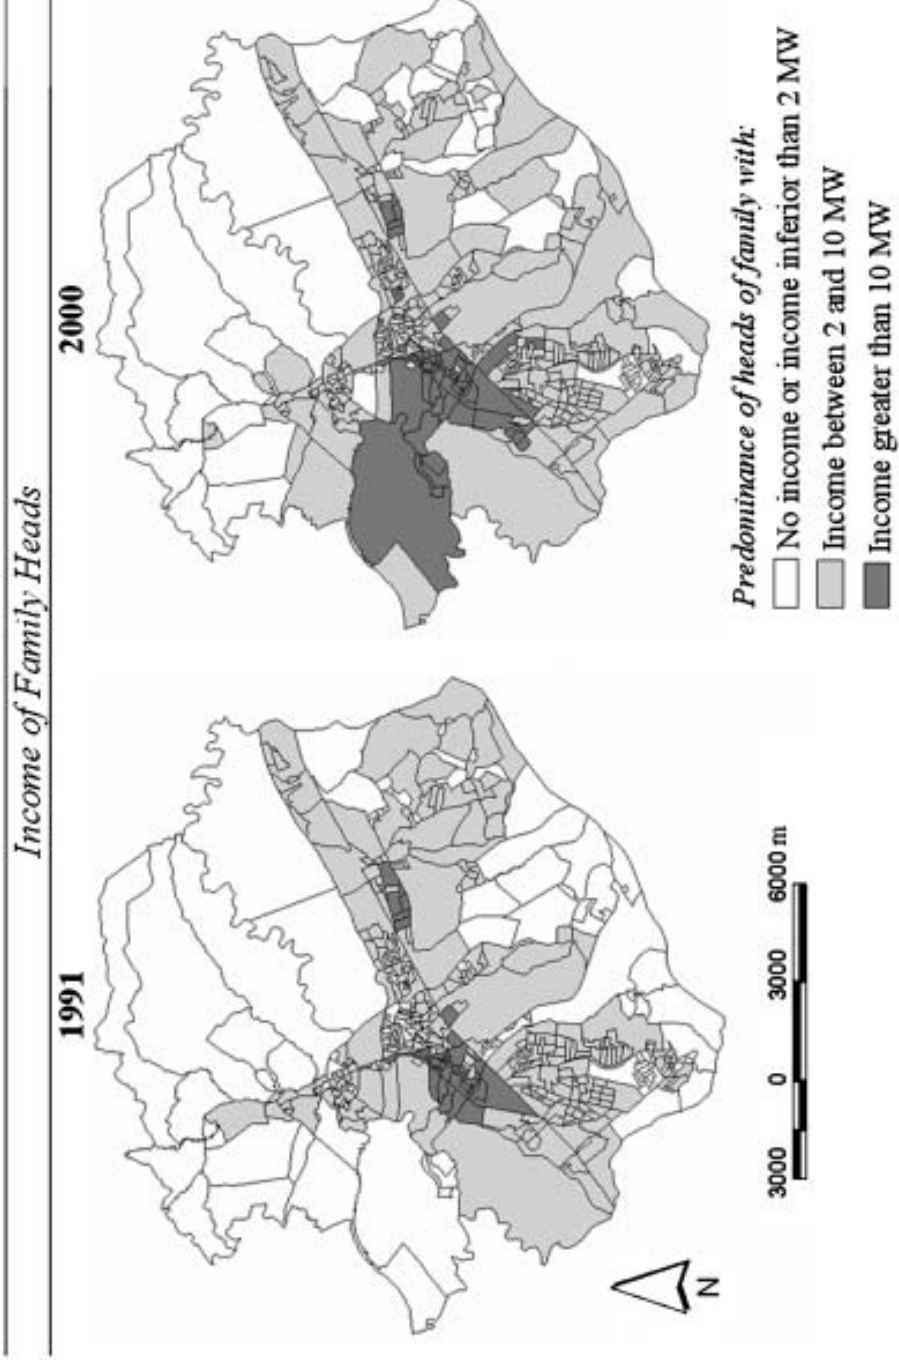 Income of Family Heads
1991
2000
3000 0 3000 6000 m
N
Predominance of heads of family with:
No income or income inferior than 2 MW
Income between 2 and 10 MW
Income greater than 10 MW